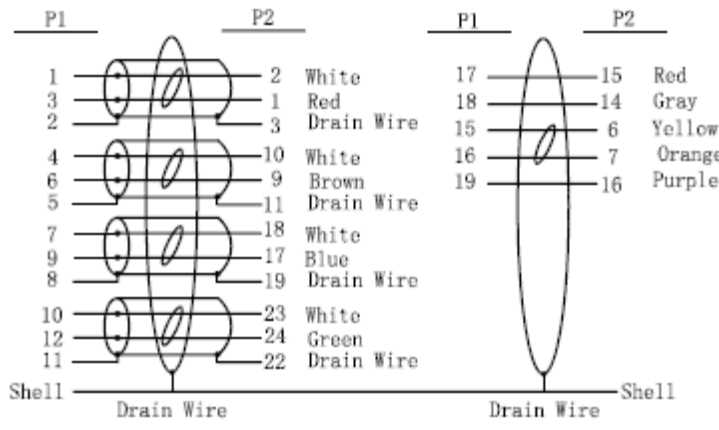 P1 P2 P1 P2
1 2 White 17 15 Red
3 1 Red 18 14 Gray
2 3 Drain Wire 15 6 Yellow
4 10 White 16 7 Orange
6 9 Brown 19 16 Purple
5 11 Drain Wire
7 18 White
9 17 Blue
8 19 Drain Wire
10 23 White
12 24 Green
11 22 Drain Wire
Shell Shell
Drain Wire Drain Wire